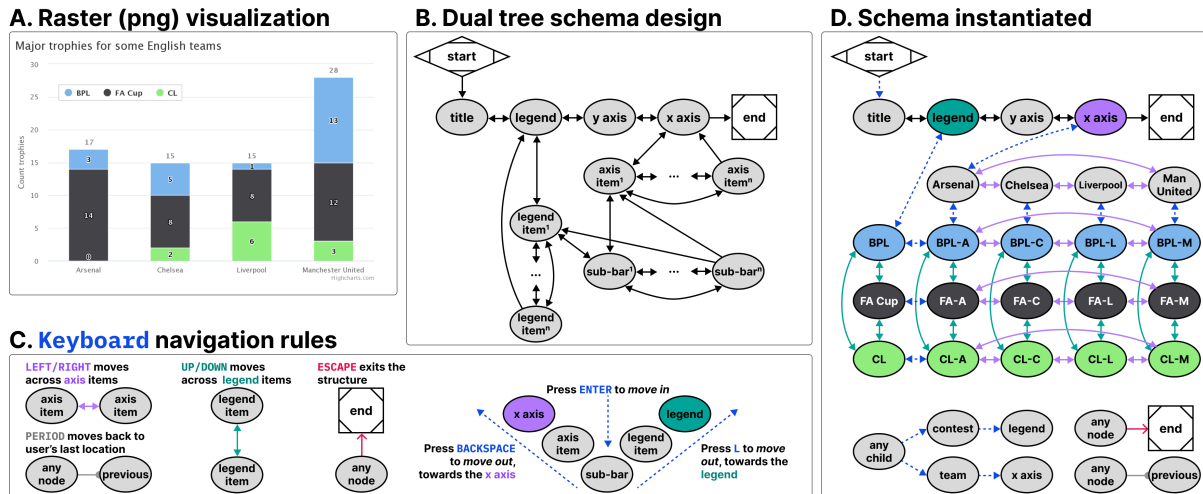 A. Raster (png) visualization
Major trophies for some English teams
30
25
20
15
10
5
0
Count trophies
BPL
FA Cup
CL
17
3
14
0
15
5
8
2
15
1
8
6
28
13
12
3
Arsenal
Chelsea
Liverpool
Manchester United
Highcharts.com
B. Dual tree schema design
start
title
legend
y axis
x axis
end
axis
item¹
...
axis
itemⁿ
legend
item¹
...
legend
itemⁿ
sub-bar¹
...
sub-barⁿ
C. Keyboard navigation rules
LEFT/RIGHT moves
across axis items
axis
item
axis
item
PERIOD moves back to
user's last location
any
node
previous
UP/DOWN moves
across legend items
legend
item
legend
item
ESCAPE exits the
structure
end
any
node
Press ENTER to move in
x axis
legend
axis
item
legend
item
sub-bar
Press BACKSPACE
to move out,
towards the x axis
Press L to move
out, towards the
legend
D. Schema instantiated
start
title
legend
y axis
x axis
end
Arsenal
Chelsea
Liverpool
Man
United
BPL
BPL-A
BPL-C
BPL-L
BPL-M
FA Cup
FA-A
FA-C
FA-L
FA-M
CL
CL-A
CL-C
CL-L
CL-M
any
child
contest
legend
team
x axis
any
node
end
any
node
previous